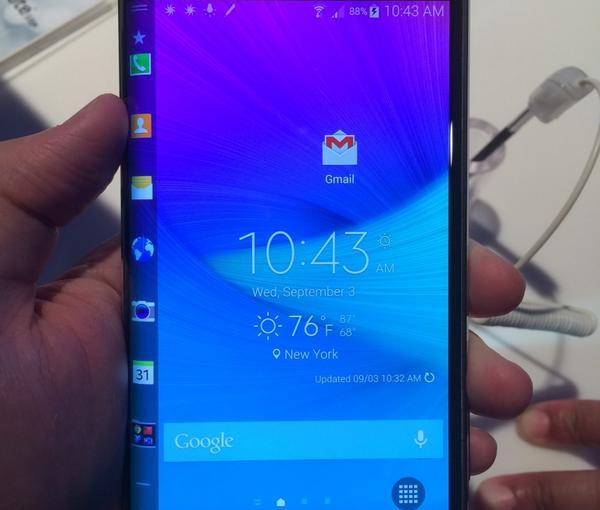 88% 10:43 AM
Gmail
10:43 AM
Wed, September 3
76°F 87° 68°
New York
Updated 09/03 10:32 AM
31
Google